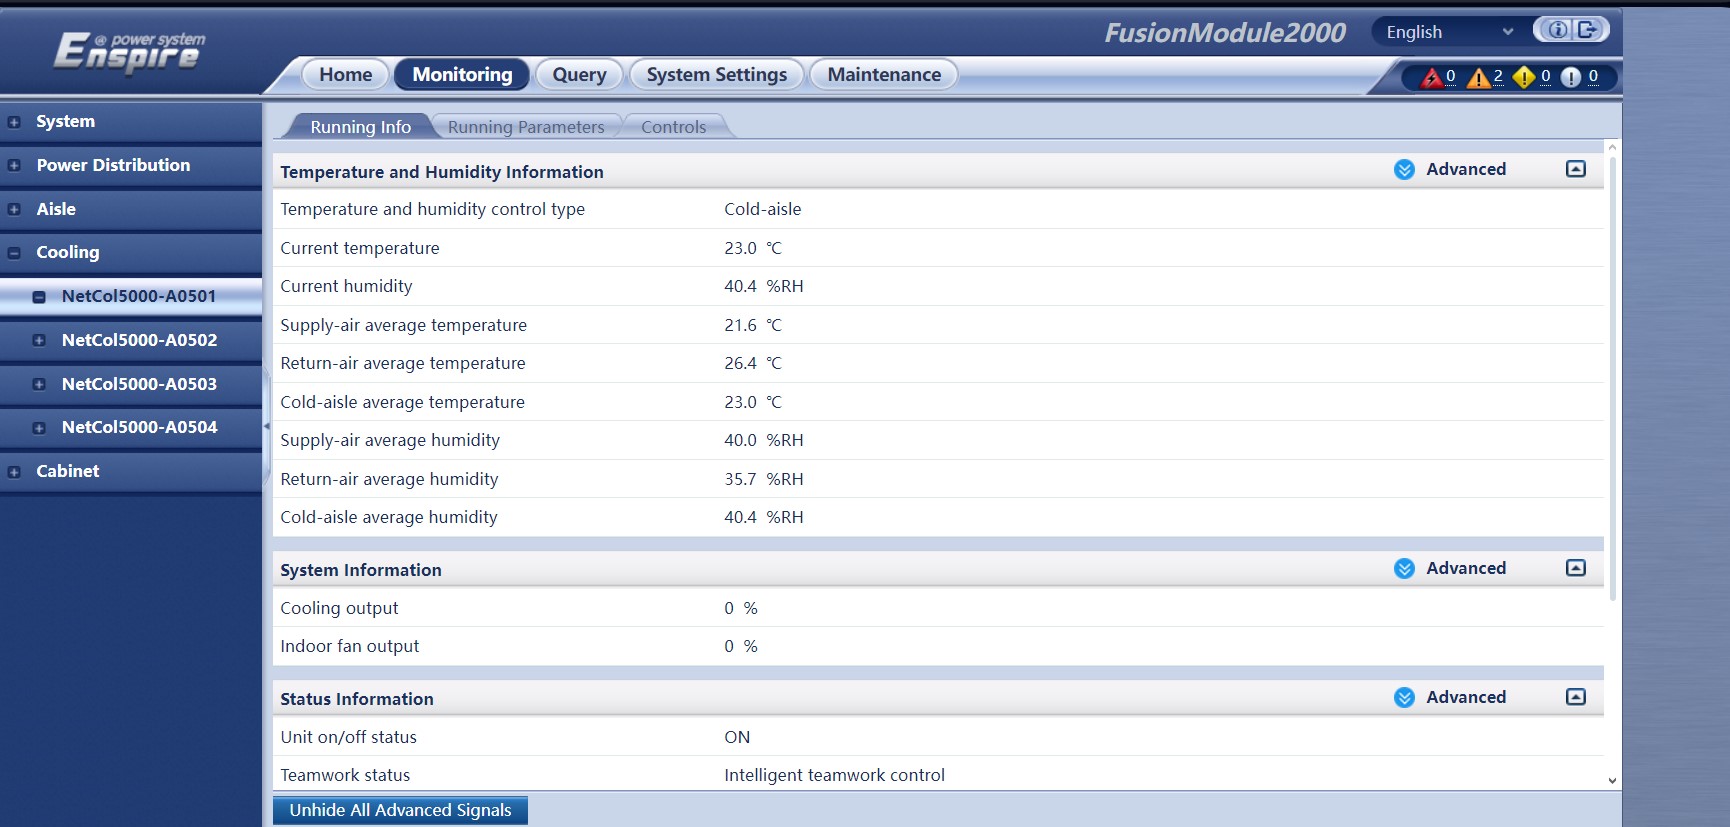 Enspire @ power system
FusionModule2000
English
Home Monitoring Query System Settings Maintenance
0 2 0 0
System
Power Distribution
Aisle
Cooling
NetCol5000-A0501
NetCol5000-A0502
NetCol5000-A0503
NetCol5000-A0504
Cabinet
Running Info Running Parameters Controls
Temperature and Humidity Information Advanced
Temperature and humidity control type Cold-aisle
Current temperature 23.0 ℃
Current humidity 40.4 %RH
Supply-air average temperature 21.6 ℃
Return-air average temperature 26.4 ℃
Cold-aisle average temperature 23.0 ℃
Supply-air average humidity 40.0 %RH
Return-air average humidity 35.7 %RH
Cold-aisle average humidity 40.4 %RH
System Information Advanced
Cooling output 0 %
Indoor fan output 0 %
Status Information Advanced
Unit on/off status ON
Teamwork status Intelligent teamwork control
Unhide All Advanced Signals